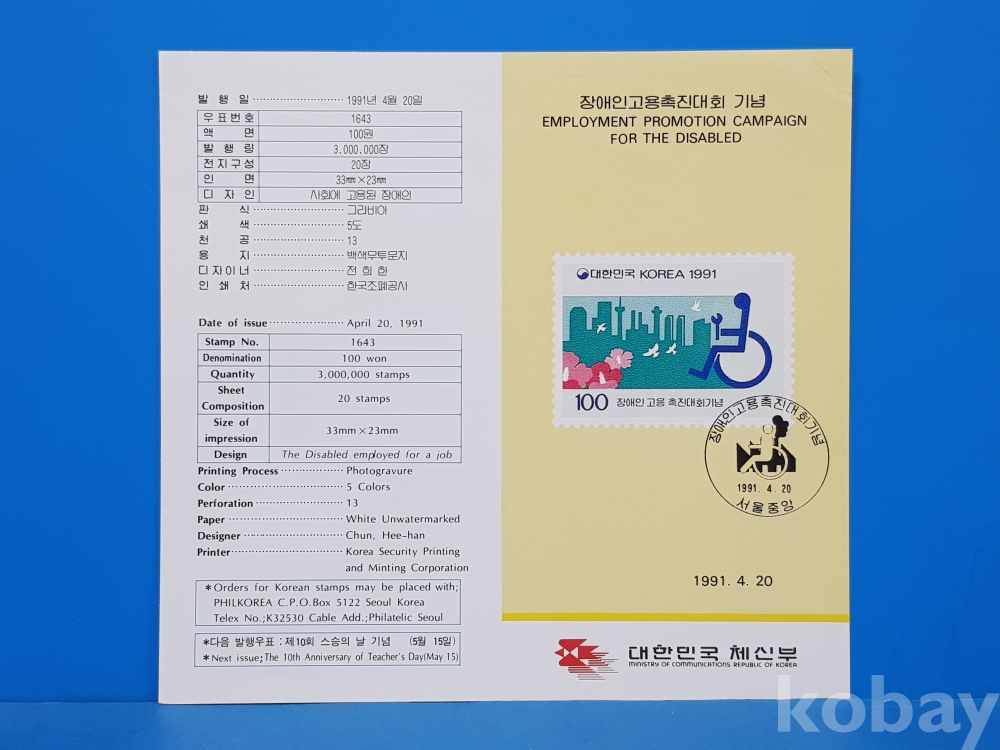 발 행 일 ························ 1991년 4월 20일
우표번호 1643
액 면 100원
발 행 량 3.000.000장
전지구성 20장
인 면 33mm×23mm
디 자 인 사회에 고용된 장애인
판 식 ························ 그라비아
쇄 색 ························ 5도
천 공 ························ 13
용 지 ························ 백색무투문지
디자이너 ························ 전 희 한
인 쇄 처 ························ 한국조폐공사
Date of issue ···················· April 20, 1991
Stamp No. 1643
Denomination 100 won
Quantity 3,000,000 stamps
Sheet
Composition 20 stamps
Size of
impression 33mm×23mm
Design The Disabled employed for a job
Printing Process ················· Photogravure
Color ······························ 5 Colors
Perforation ······················· 13
Paper ······························ White Unwatermarked
Designer ·························· Chun, Hee-han
Printer ····························· Korea Security Printing
and Minting Corporation
*Orders for Korean stamps may be placed with;
PHILKOREA C.P.O.Box 5122 Seoul Korea
Telex No.;K32530 Cable Add.;Philatelic Seoul
*다음 발행우표 : 제10회 스승의 날 기념 (5월 15일)
*Next issue; The 10th Anniversary of Teacher's Day(May 15)
장애인고용촉진대회 기념
EMPLOYMENT PROMOTION CAMPAIGN
FOR THE DISABLED
대한민국 KOREA 1991
100 장애인 고용 촉진대회기념
장애인고용촉진대회기념
1991. 4. 20
서울중앙
1991. 4. 20
대한민국 체신부
MINISTRY OF COMMUNICATIONS REPUBLIC OF KOREA
kobay